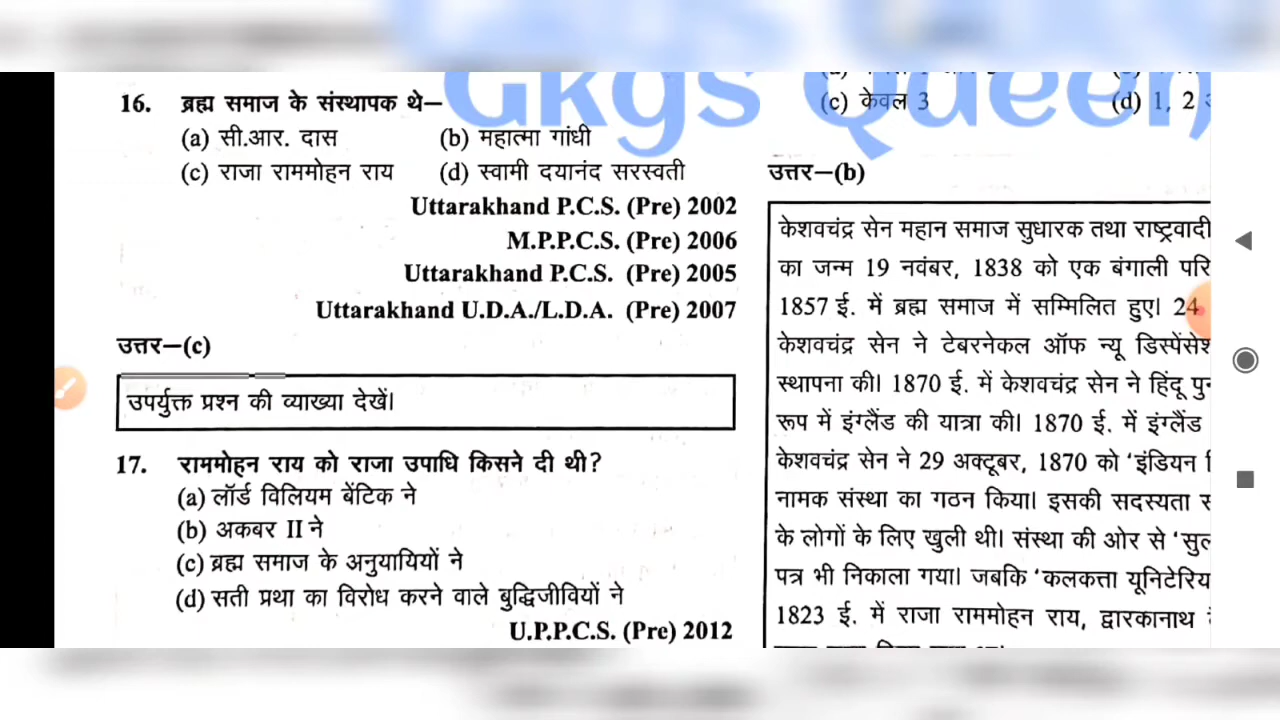 Gkgs Queen,
16. ब्रह्म समाज के संस्थापक थे—
(a) सी.आर. दास (b) महात्मा गांधी
(c) राजा राममोहन राय (d) स्वामी दयानंद सरस्वती
Uttarakhand P.C.S. (Pre) 2002
M.P.P.C.S. (Pre) 2006
Uttarakhand P.C.S. (Pre) 2005
Uttarakhand U.D.A./L.D.A. (Pre) 2007
उत्तर—(c)
उपर्युक्त प्रश्न की व्याख्या देखें।
17. राममोहन राय को राजा उपाधि किसने दी थी?
(a) लॉर्ड विलियम बेंटिक ने
(b) अकबर II ने
(c) ब्रह्म समाज के अनुयायियों ने
(d) सती प्रथा का विरोध करने वाले बुद्धिजीवियों ने
U.P.P.C.S. (Pre) 2012
(c) केवल 3 (d) 1, 2
उत्तर—(b)
केशवचंद्र सेन महान समाज सुधारक तथा राष्ट्रवादी
का जन्म 19 नवंबर, 1838 को एक बंगाली परि
1857 ई. में ब्रह्म समाज में सम्मिलित हुए। 24
केशवचंद्र सेन ने टेबरनेकल ऑफ न्यू डिस्पेंसेश
स्थापना की। 1870 ई. में केशवचंद्र सेन ने हिंदू पुन
रूप में इंग्लैंड की यात्रा की। 1870 ई. में इंग्लैंड
केशवचंद्र सेन ने 29 अक्टूबर, 1870 को 'इंडियन
नामक संस्था का गठन किया। इसकी सदस्यता स
के लोगों के लिए खुली थी। संस्था की ओर से 'सुल
पत्र भी निकाला गया। जबकि 'कलकत्ता यूनिटेरिय
1823 ई. में राजा राममोहन राय, द्वारकानाथ